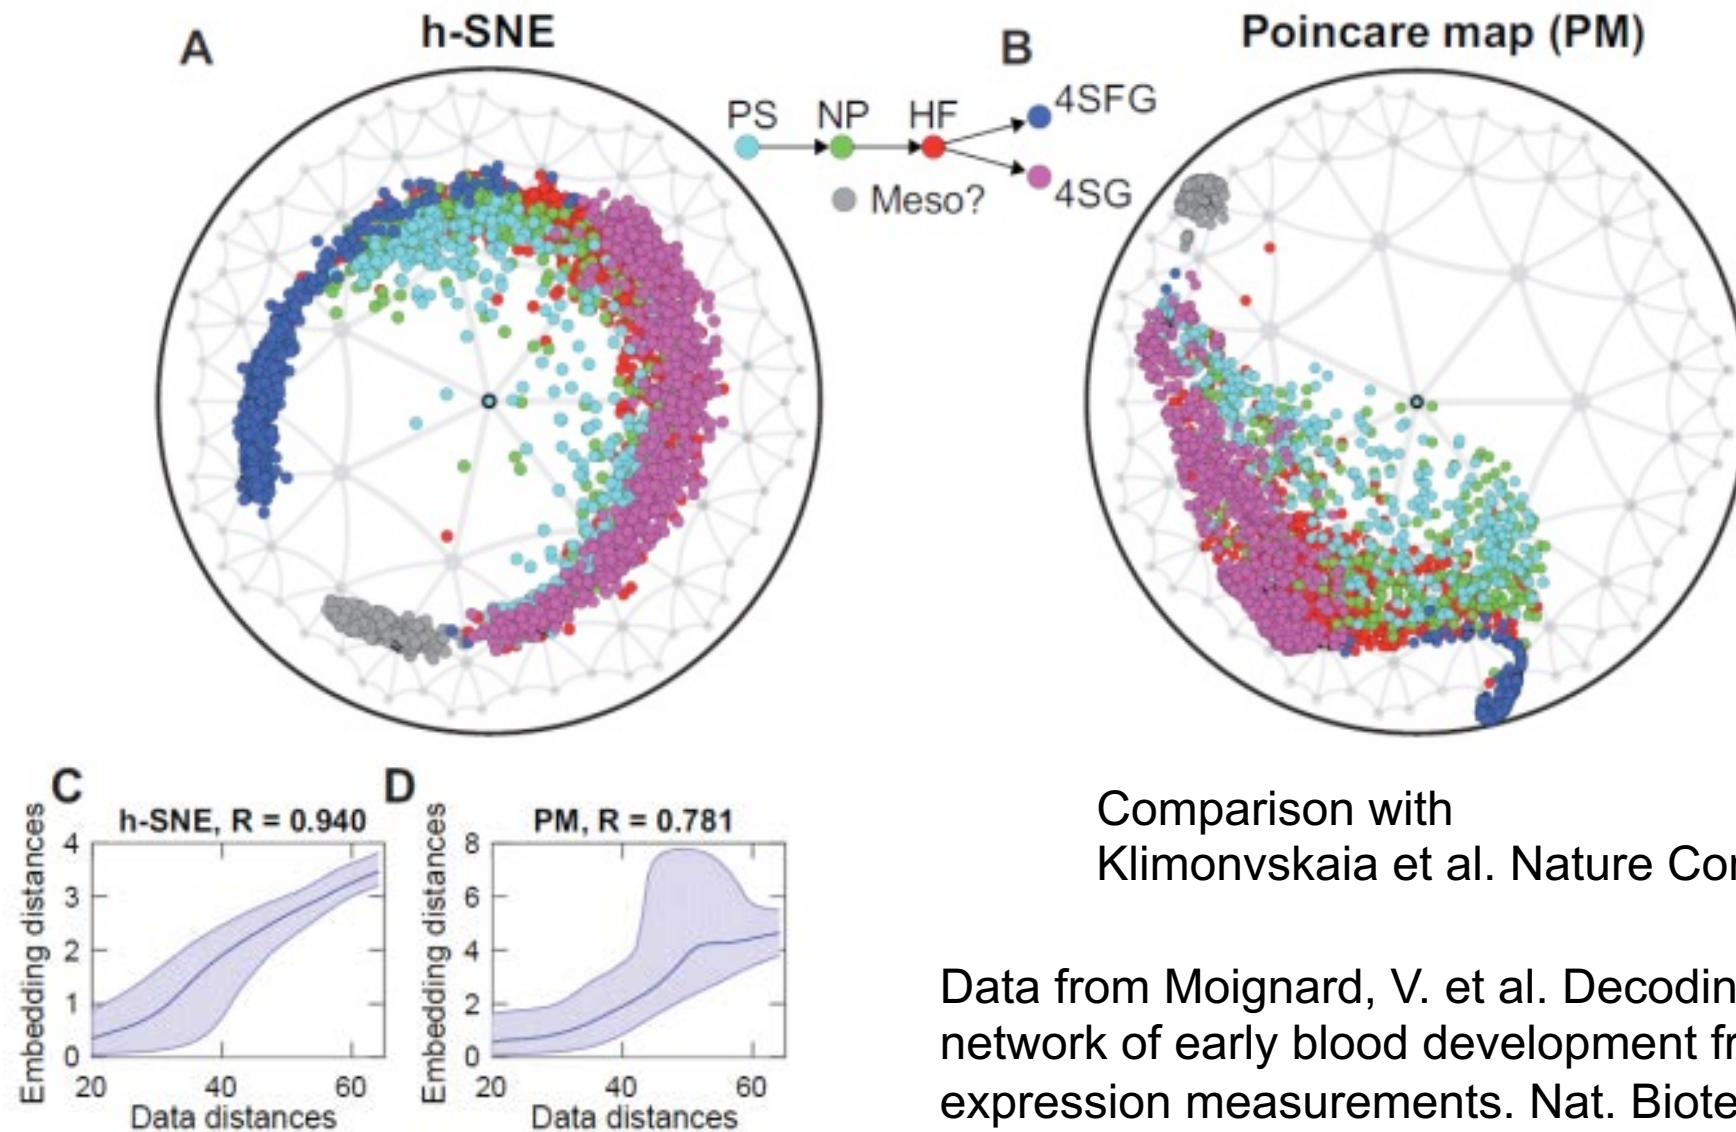 A
h-SNE
B
Poincare map (PM)
PS NP HF 4SFG
4SG
Meso?
C
h-SNE, R = 0.940
Embedding distances
4
3
2
1
0
20 40 60
Data distances
D
PM, R = 0.781
Embedding distances
8
6
4
2
0
20 40 60
Data distances
Comparison with
Klimonvskaia et al. Nature Cor
Data from Moignard, V. et al. Decodin
network of early blood development fr
expression measurements. Nat. Biote